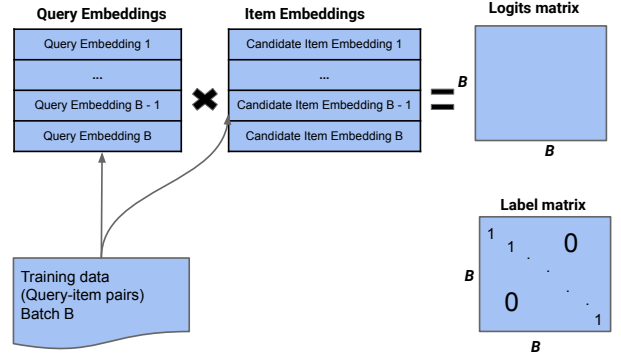 Query Embeddings
Item Embeddings
Logits matrix
Query Embedding 1
...
Query Embedding B - 1
Query Embedding B
Candidate Item Embedding 1
...
Candidate Item Embedding B - 1
Candidate Item Embedding B
B
B
Label matrix
1
1
0
.
.
.
.
0
1
B
B
Training data
(Query-item pairs)
Batch B